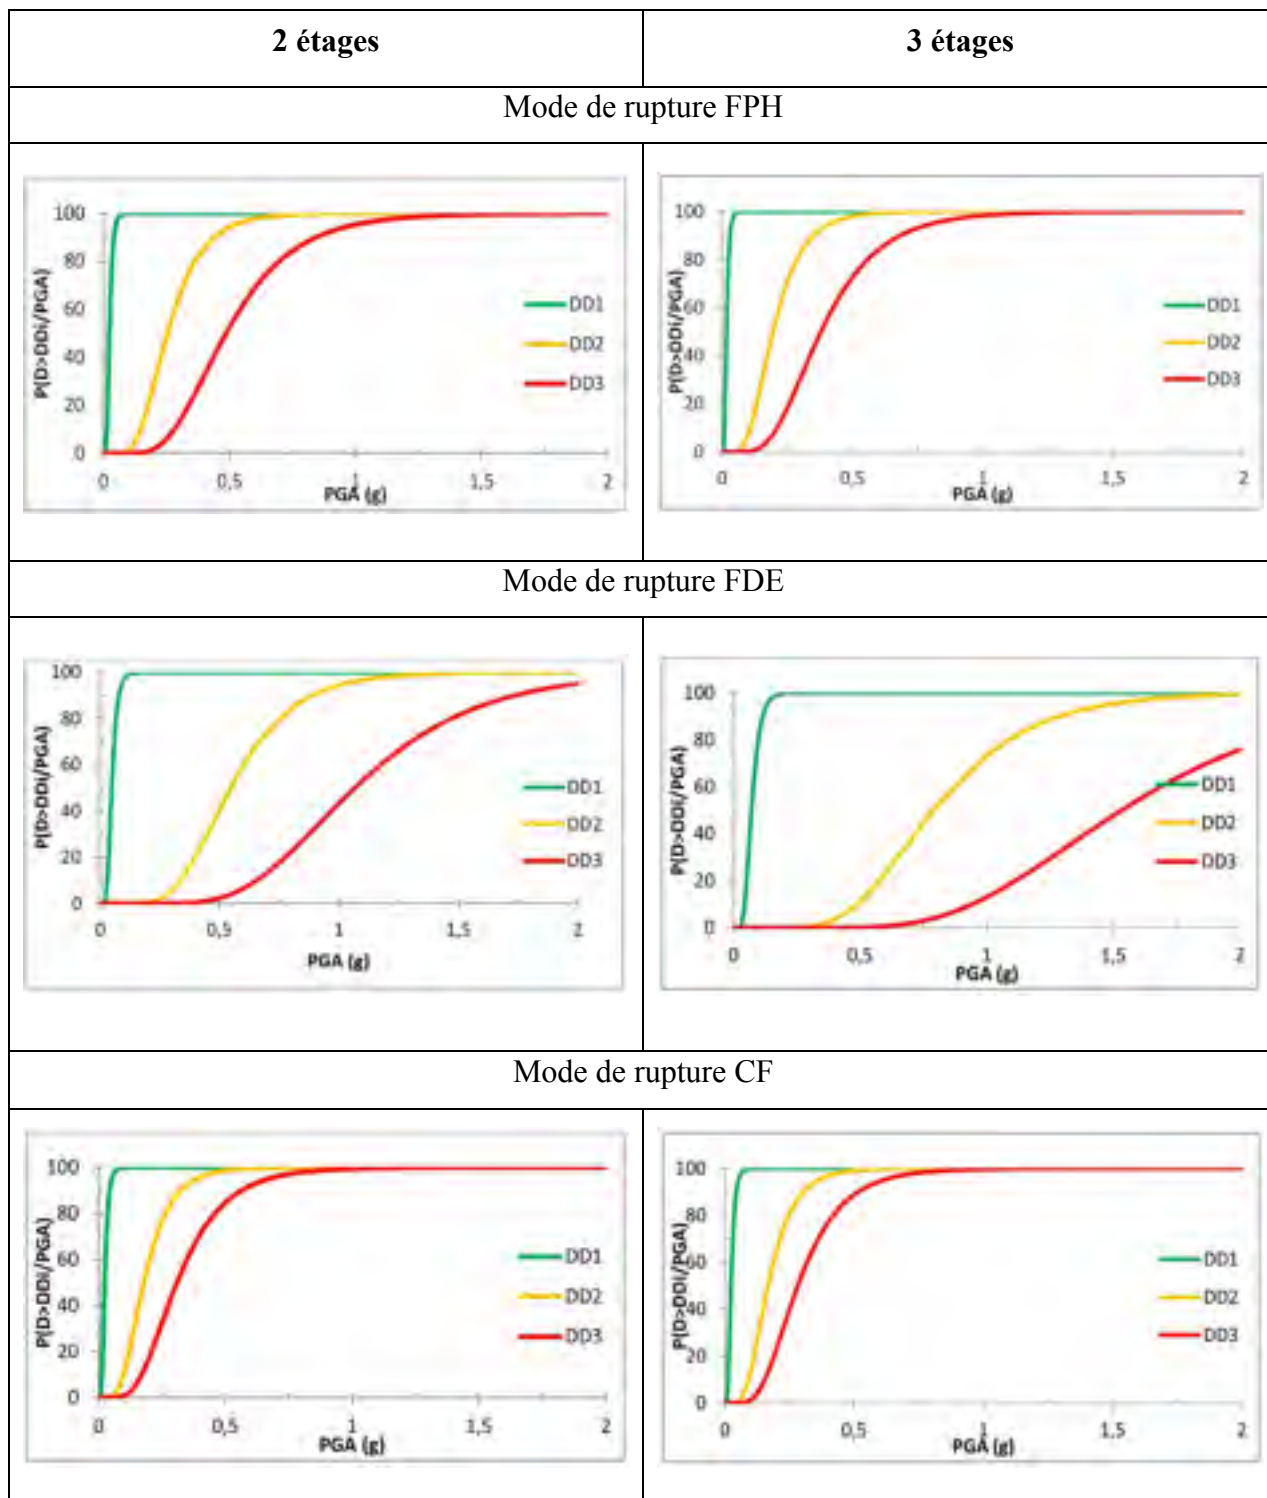 2 étages
3 étages
Mode de rupture FPH
P(D>DDi/PGA)
100
80
60
40
20
0
0
0,5
1
1,5
2
PGA (g)
DD1
DD2
DD3
P(D>DDi/PGA)
100
80
60
40
20
0
0
0,5
1
1,5
2
PGA (g)
DD1
DD2
DD3
Mode de rupture FDE
P(D>DDi/PGA)
100
80
60
40
20
0
0
0,5
1
1,5
2
PGA (g)
DD1
DD2
DD3
P(D>DDi/PGA)
100
80
60
40
20
0
0
0,5
1
1,5
2
PGA (g)
DD1
DD2
DD3
Mode de rupture CF
P(D>DDi/PGA)
100
80
60
40
20
0
0
0,5
1
1,5
2
PGA (g)
DD1
DD2
DD3
P(D>DDi/PGA)
100
80
60
40
20
0
0
0,5
1
1,5
2
PGA (g)
DD1
DD2
DD3